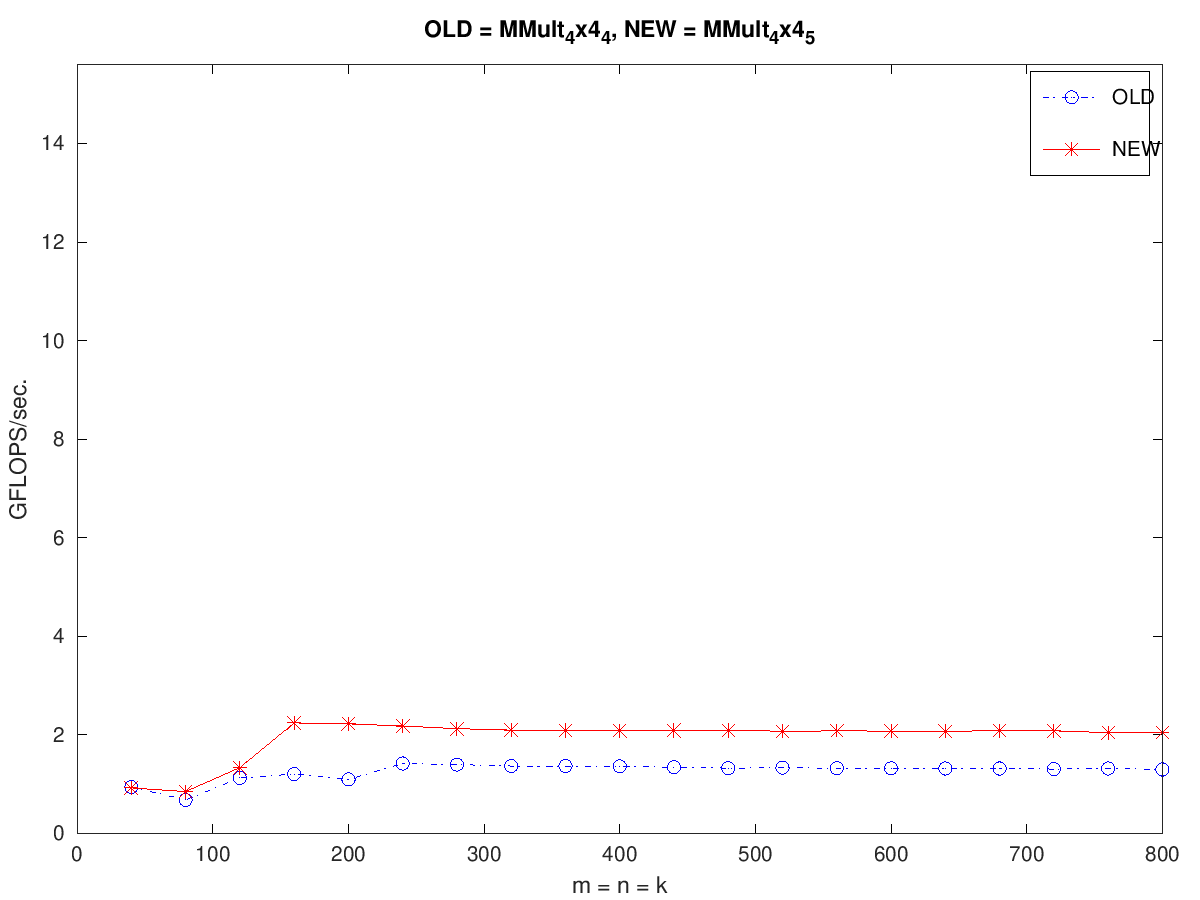 OLD = MMult₄x4₄, NEW = MMult₄x4₅
OLD
NEW
14
12
10
8
6
4
2
0
GFLOPS/sec.
0 100 200 300 400 500 600 700 800
m = n = k